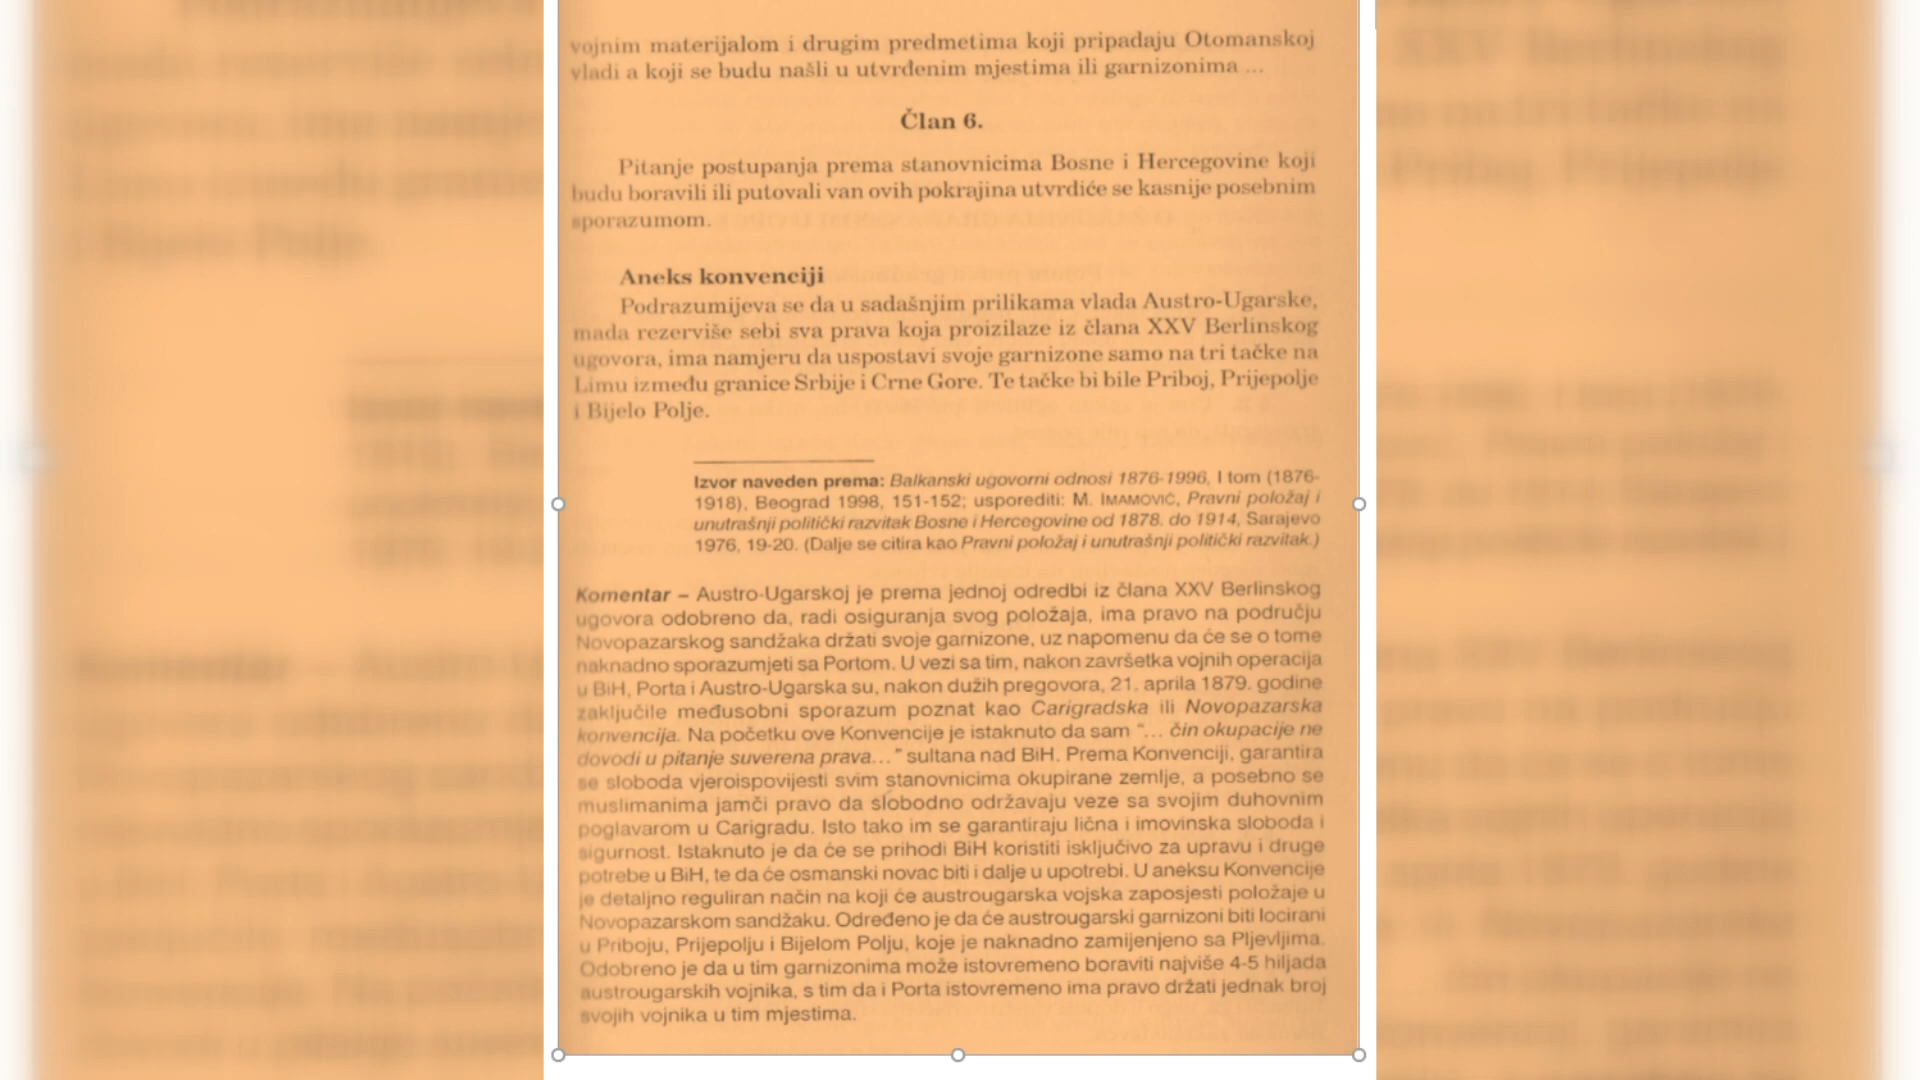 vojnim materijalom i drugim predmetima koji pripadaju Otomanskoj
vladi a koji se budu našli u utvrđenim mjestima ili garnizonima ...
Član 6.
Pitanje postupanja prema stanovnicima Bosne i Hercegovine koji
budu boravili ili putovali van ovih pokrajina utvrdiće se kasnije posebnim
sporazumom.
Aneks konvenciji
Podrazumijeva se da u sadašnjim prilikama vlada Austro-Ugarske,
mada rezerviše sebi sva prava koja proizilaze iz člana XXV Berlinskog
ugovora, ima namjeru da uspostavi svoje garnizone samo na tri tačke na
Limu između granice Srbije i Crne Gore. Te tačke bi bile Priboj, Prijepolje
i Bijelo Polje.
Izvor naveden prema: Balkanski ugovorni odnosi 1876-1996, I tom (1876-
1918), Beograd 1998, 151-152; usporediti: M. IMAMOVIĆ, Pravni položaj i
unutrašnji politički razvitak Bosne i Hercegovine od 1878. do 1914, Sarajevo
1976, 19-20. (Dalje se citira kao Pravni položaj i unutrašnji politički razvitak.)
Komentar – Austro-Ugarskoj je prema jednoj odredbi iz člana XXV Berlinskog
ugovora odobreno da, radi osiguranja svog položaja, ima pravo na području
Novopazarskog sandžaka držati svoje garnizone, uz napomenu da će se o tome
naknadno sporazumjeti sa Portom. U vezi sa tim, nakon završetka vojnih operacija
u BiH, Porta i Austro-Ugarska su, nakon dužih pregovora, 21. aprila 1879. godine
zaključile međusobni sporazum poznat kao Carigradska ili Novopazarska
konvencija. Na početku ove Konvencije je istaknuto da sam “... čin okupacije ne
dovodi u pitanje suverena prava...” sultana nad BiH. Prema Konvenciji, garantira
se sloboda vjeroispovijesti svim stanovnicima okupirane zemlje, a posebno se
muslimanima jamči pravo da slobodno održavaju veze sa svojim duhovnim
poglavarom u Carigradu. Isto tako im se garantiraju lična i imovinska sloboda i
sigurnost. Istaknuto je da će se prihodi BiH koristiti isključivo za upravu i druge
potrebe u BiH, te da će osmanski novac biti i dalje u upotrebi. U aneksu Konvencije
je detaljno reguliran način na koji će austrougarska vojska zaposjesti položaje u
Novopazarskom sandžaku. Određeno je da će austrougarski garnizoni biti locirani
u Priboju, Prijepolju i Bijelom Polju, koje je naknadno zamijenjeno sa Pljevljima.
Odobreno je da u tim garnizonima može istovremeno boraviti najviše 4-5 hiljada
austrougarskih vojnika, s tim da i Porta istovremeno ima pravo držati jednak broj
svojih vojnika u tim mjestima.